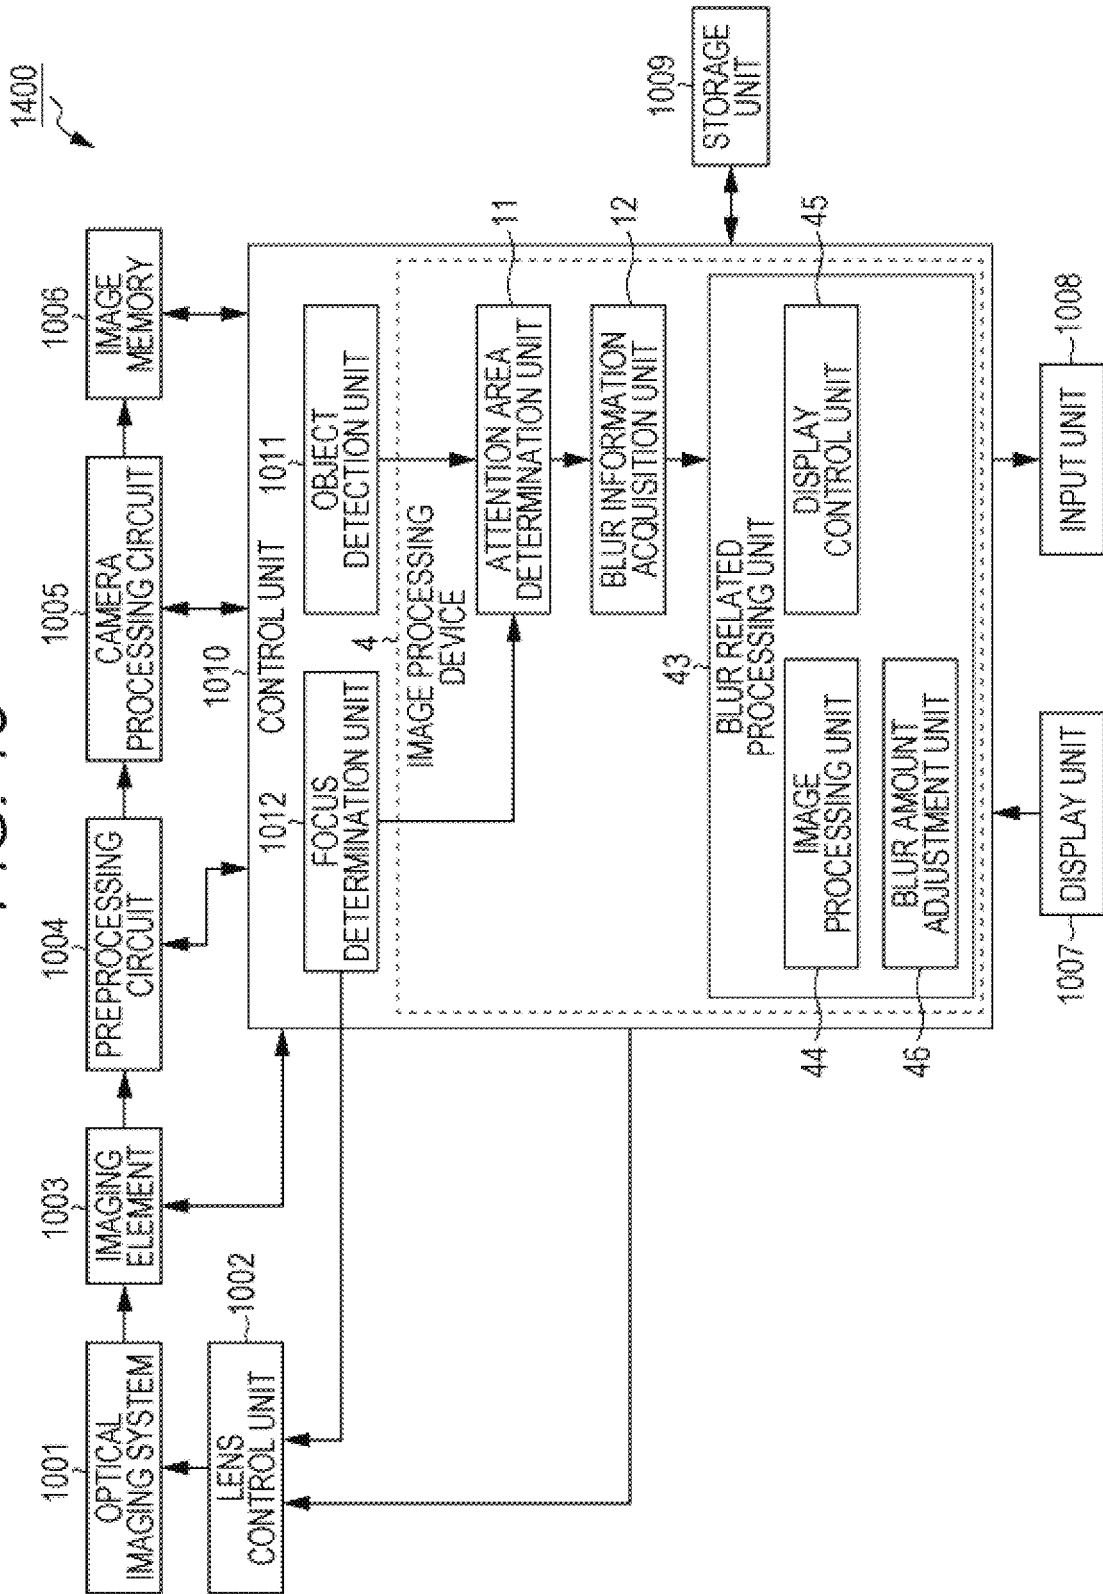 1400
1001
1003
1004
1005
1006
OPTICAL
IMAGING SYSTEM
IMAGING
ELEMENT
PREPROCESSING
CIRCUIT
CAMERA
PROCESSING CIRCUIT
IMAGE
MEMORY
1002
LENS
CONTROL UNIT
1010
CONTROL UNIT
1012
FOCUS
DETERMINATION UNIT
1011
OBJECT
DETECTION UNIT
4
IMAGE PROCESSING
DEVICE
11
ATTENTION AREA
DETERMINATION UNIT
12
BLUR INFORMATION
ACQUISITION UNIT
1009
STORAGE
UNIT
43
BLUR RELATED
PROCESSING UNIT
44
IMAGE
PROCESSING UNIT
45
DISPLAY
CONTROL UNIT
46
BLUR AMOUNT
ADJUSTMENT UNIT
1007
DISPLAY UNIT
1008
INPUT UNIT